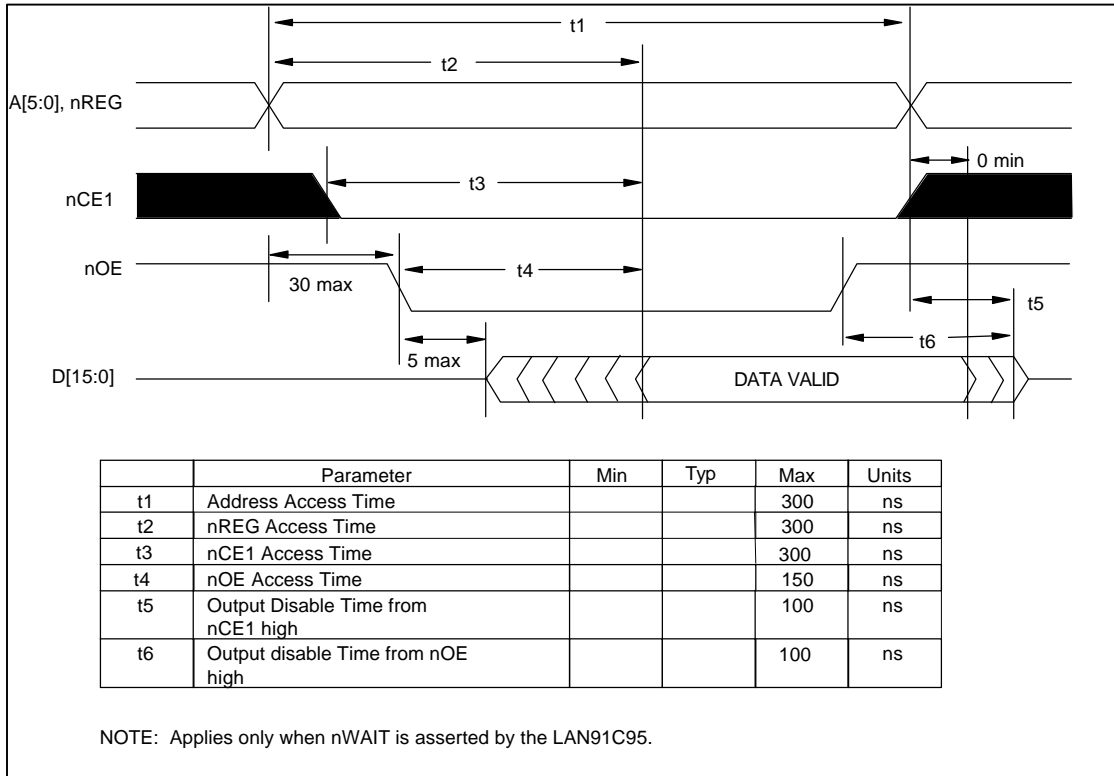 t1
t2
A[5:0], nREG
0 min
t3
nCE1
nOE
t4
30 max
t5
t6
5 max
D[15:0]
DATA VALID
Parameter Min Typ Max Units
t1 Address Access Time 300 ns
t2 nREG Access Time 300 ns
t3 nCE1 Access Time 300 ns
t4 nOE Access Time 150 ns
t5 Output Disable Time from 100 ns
nCE1 high
t6 Output disable Time from nOE 100 ns
high
NOTE: Applies only when nWAIT is asserted by the LAN91C95.